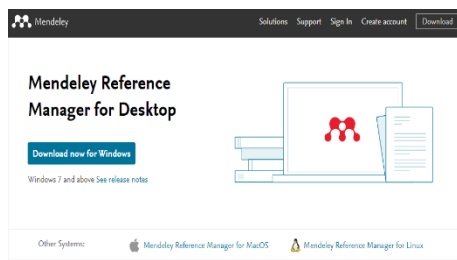 Mendeley Solutions Support Sign In Create account Download
Mendeley Reference
Manager for Desktop
Download now for Windows
Windows 7 and above See release notes
Other Systems: Mendeley Reference Manager for MacOS Mendeley Reference Manager for Linux